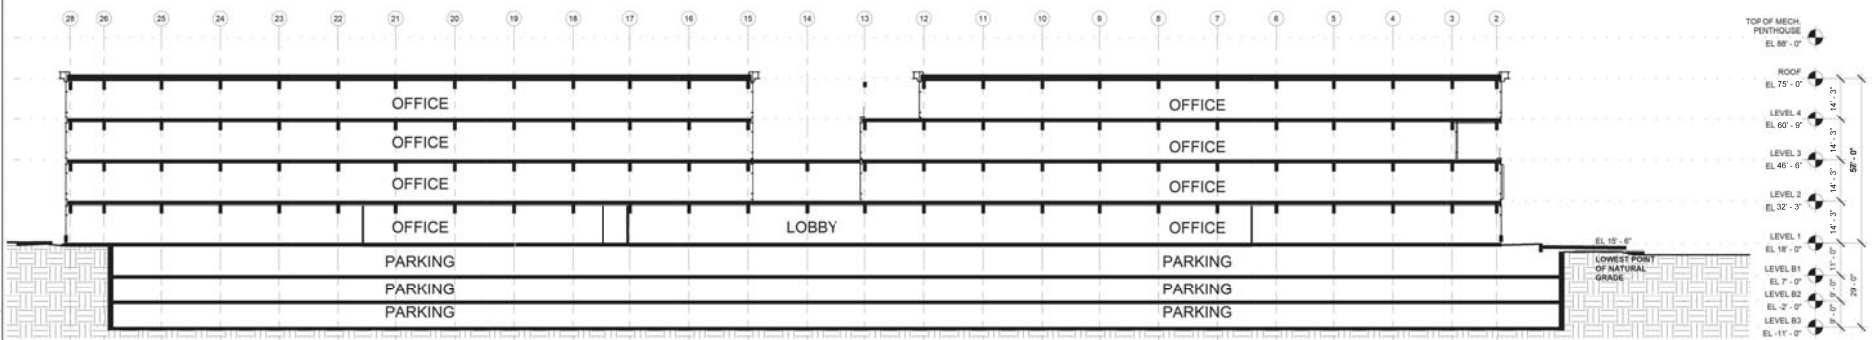 28 26 25 24 23 22 21 20 19 18 17 16 15 14 13 12 11 10 9 8 7 6 5 4 3 2
TOP OF MECH.
PENTHOUSE
EL 88' - 0"
ROOF
EL 75' - 0"
OFFICE OFFICE
14' - 3"
LEVEL 4
EL 60' - 9"
OFFICE OFFICE
14' - 3"
LEVEL 3
EL 46' - 6"
OFFICE OFFICE
14' - 3"
LEVEL 2
EL 32' - 3"
OFFICE LOBBY OFFICE
14' - 3"
LEVEL 1
EL 18' - 0"
EL 15' - 6"
LOWEST POINT
OF NATURAL
GRADE
PARKING PARKING
11' - 0"
LEVEL B1
EL 7' - 0"
PARKING PARKING
9' - 0"
LEVEL B2
EL -2' - 0"
PARKING PARKING
9' - 0"
LEVEL B3
EL -11' - 0"
29' - 0"